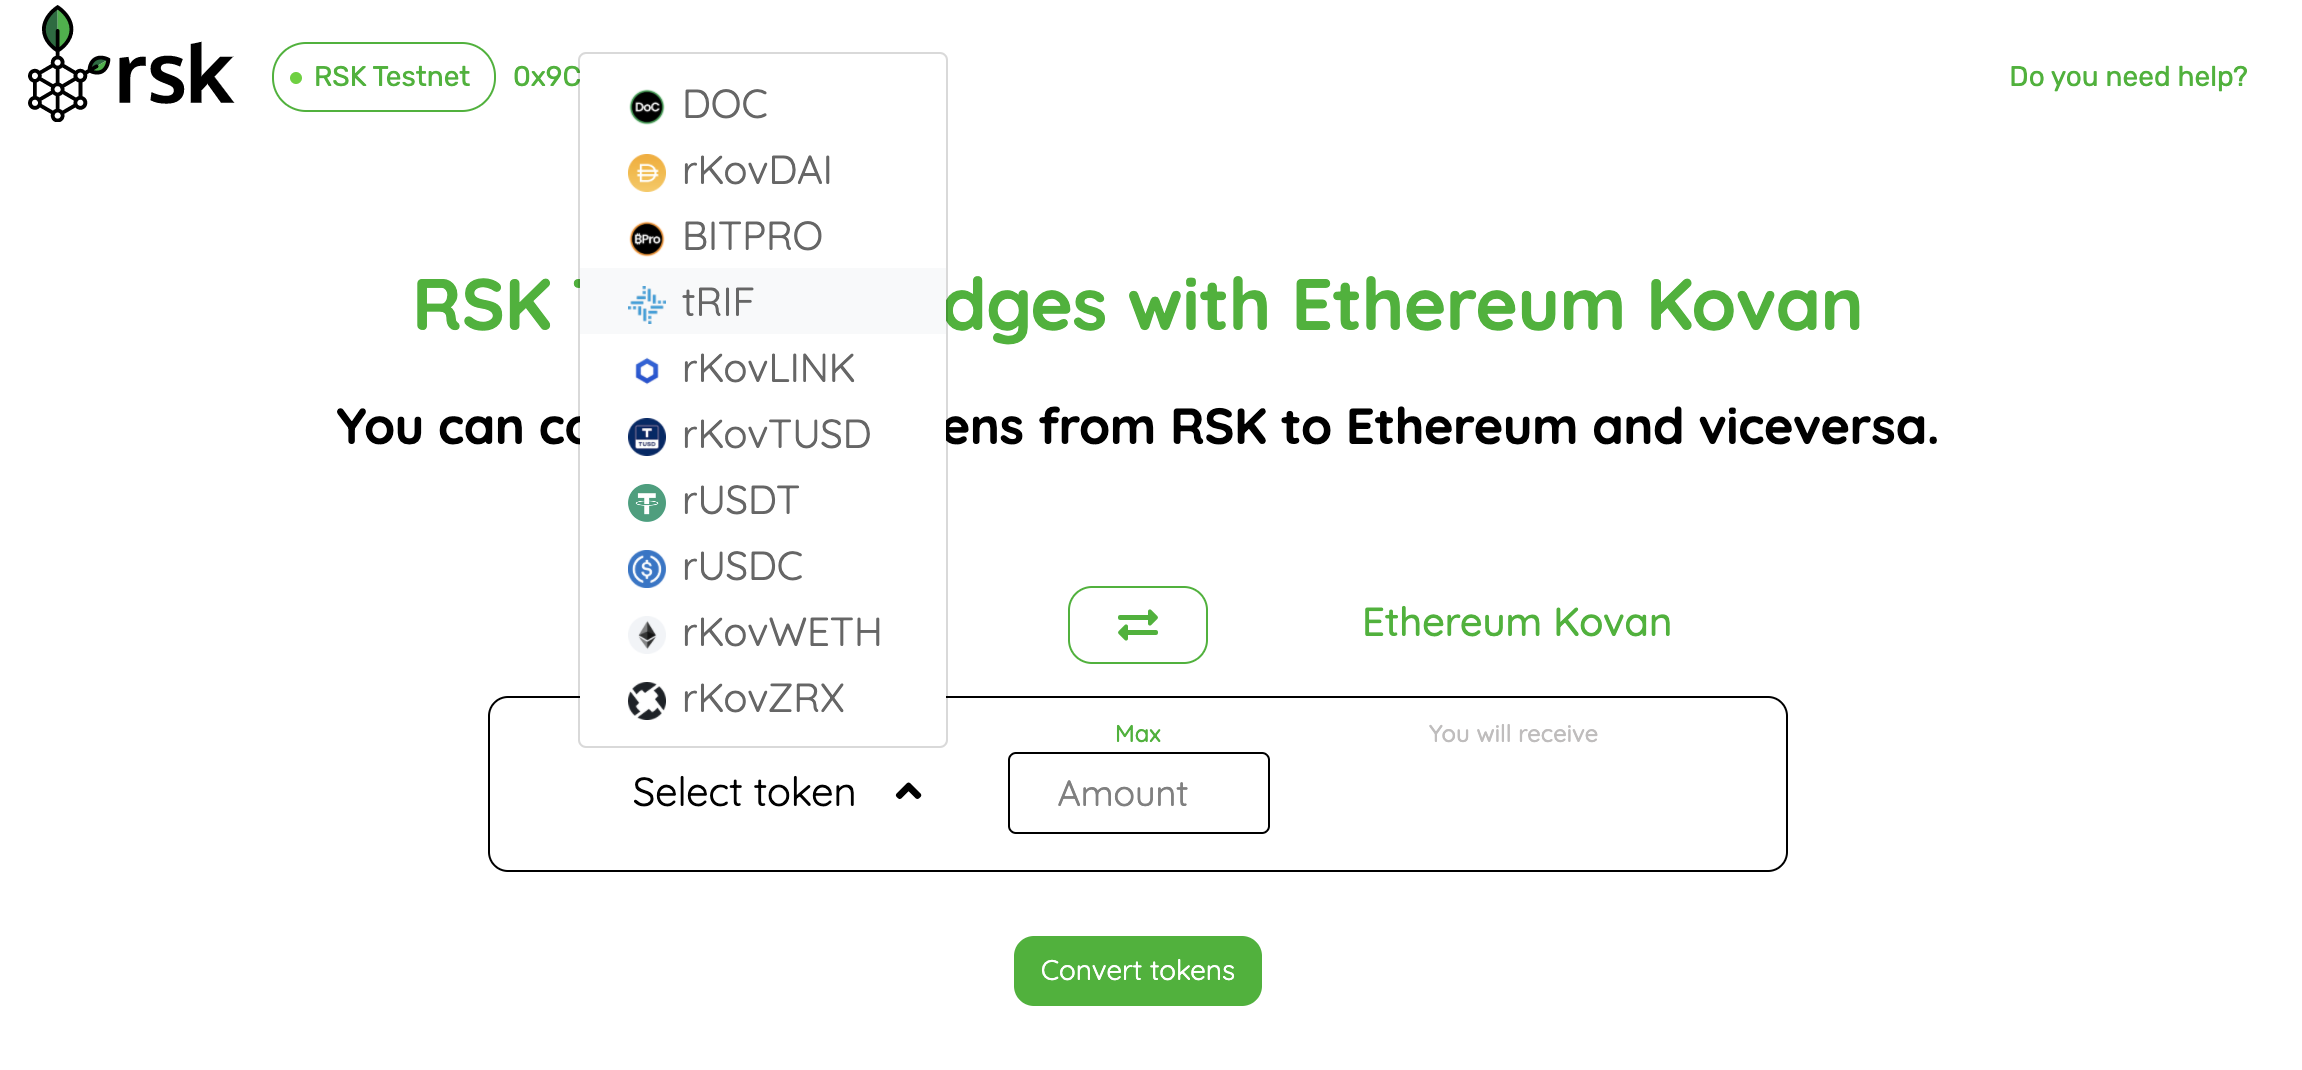 rsk
RSK Testnet
0x9C
Do you need help?
DOC
rKovDAI
BITPRO
tRIF
rKovLINK
rKovTUSD
rUSDT
rUSDC
rKovWETH
rKovZRX
RSK dges with Ethereum Kovan
You can co ens from RSK to Ethereum and viceversa.
Ethereum Kovan
Max
You will receive
Select token
Amount
Convert tokens